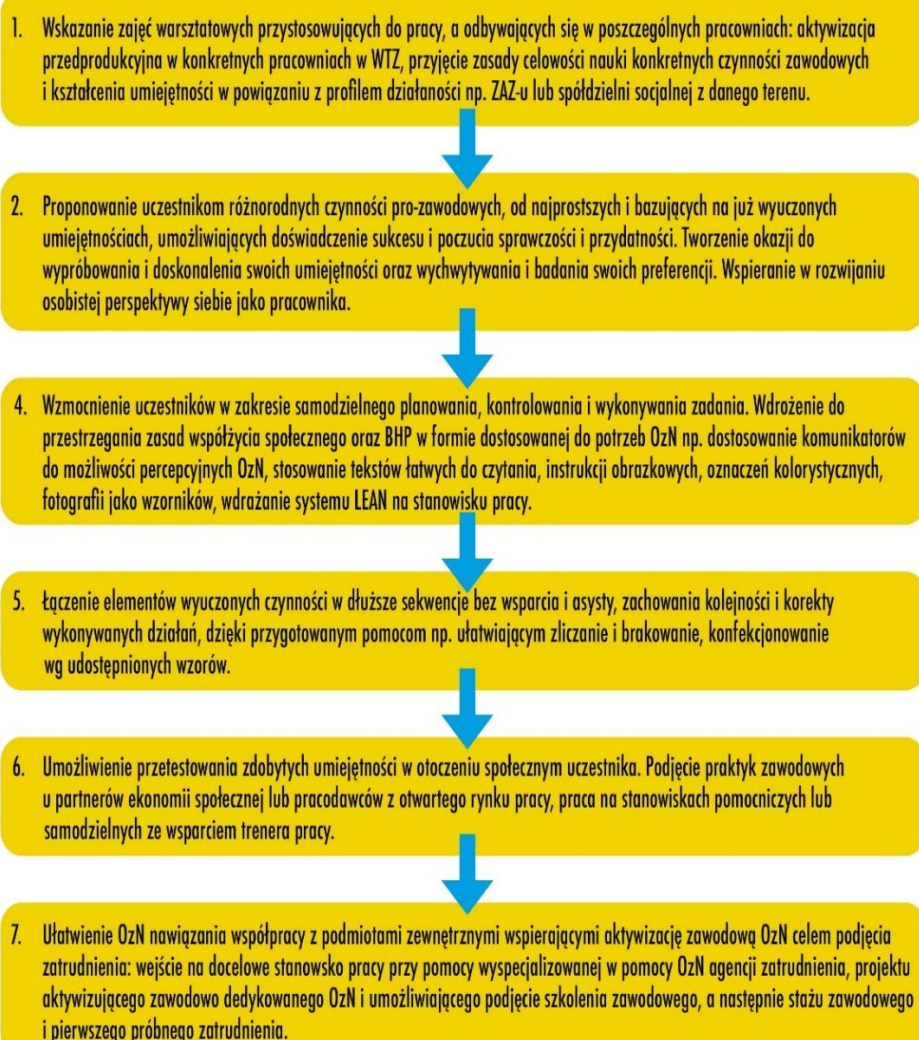 1. Wskazanie zajęć warsztatowych przystosowujących do pracy, a odbywających się w poszczególnych pracowniach: aktywizacja
przedprodukcyjna w konkretnych pracowniach w WTZ, przyjęcie zasady celowości nauki konkretnych czynności zawodowych
i kształcenia umiejętności w powiązaniu z profilem działaności np. ZAZ-u lub spółdzielni socjalnej z danego terenu.
2. Proponowanie uczestnikom różnorodnych czynności pro-zawodowych, od najprostszych i bazujących na już wyuczonych
umiejętnościach, umożliwiających doświadczenie sukcesu i poczucia sprawczości i przydatności. Tworzenie okazji do
wypróbowania i doskonalenia swoich umiejętności oraz wychwytywania i badania swoich preferencji. Wspieranie w rozwijaniu
osobistej perspektywy siebie jako pracownika.
4. Wzmocnienie uczestników w zakresie samodzielnego planowania, kontrolowania i wykonywania zadania. Wdrożenie do
przestrzegania zasad współżycia społecznego oraz BHP w formie dostosowanej do potrzeb OzN np. dostosowanie komunikatorów
do możliwości percepcyjnych OzN, stosowanie tekstów łatwych do czytania, instrukcji obrazkowych, oznaczeń kolorystycznych,
fotografii jako wzorników, wdrażanie systemu LEAN na stanowisku pracy.
5. Łączenie elementów wyuczonych czynności w dłuższe sekwencje bez wsparcia i asysty, zachowania kolejności i korekty
wykonywanych działań, dzięki przygotowanym pomocom np. ułatwiającym zliczanie i brakowanie, konfekcjonowanie
wg udostępnionych wzorów.
6. Umożliwienie przetestowania zdobytych umiejętności w otoczeniu społecznym uczestnika. Podjęcie praktyk zawodowych
u partnerów ekonomii społecznej lub pracodawców z otwartego rynku pracy, praca na stanowiskach pomocniczych lub
samodzielnych ze wsparciem trenera pracy.
7. Ułatwienie OzN nawiązania współpracy z podmiotami zewnętrznymi wspierającymi aktywizację zawodową OzN celem podjęcia
zatrudnienia: wejście na docelowe stanowsko pracy przy pomocy wyspecjalizowanej w pomocy OzN agencji zatrudnienia, projektu
aktywizującego zawodowo dedykowanego OzN i umożliwiającego podjęcie szkolenia zawodowego, a następnie stażu zawodowego
i pierwszego próbnego zatrudnienia.